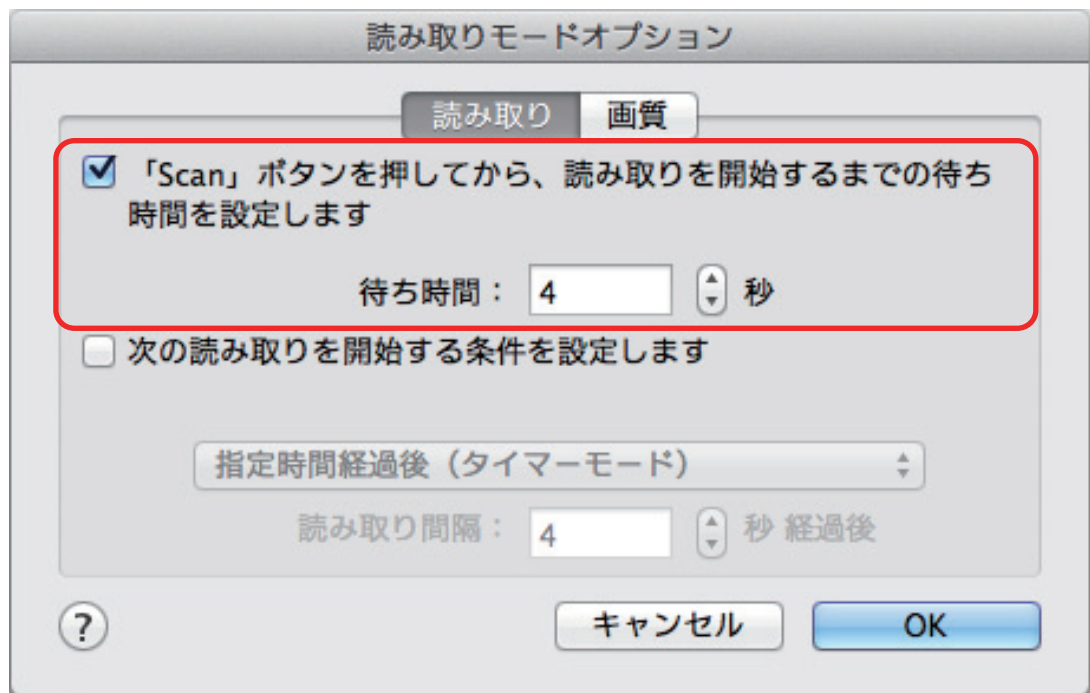 読み取りモードオプション
読み取り 画質
「Scan」ボタンを押してから、読み取りを開始するまでの待ち
時間を設定します
待ち時間： 4 秒
次の読み取りを開始する条件を設定します
指定時間経過後（タイマーモード）
読み取り間隔： 4 秒 経過後
? キャンセル OK